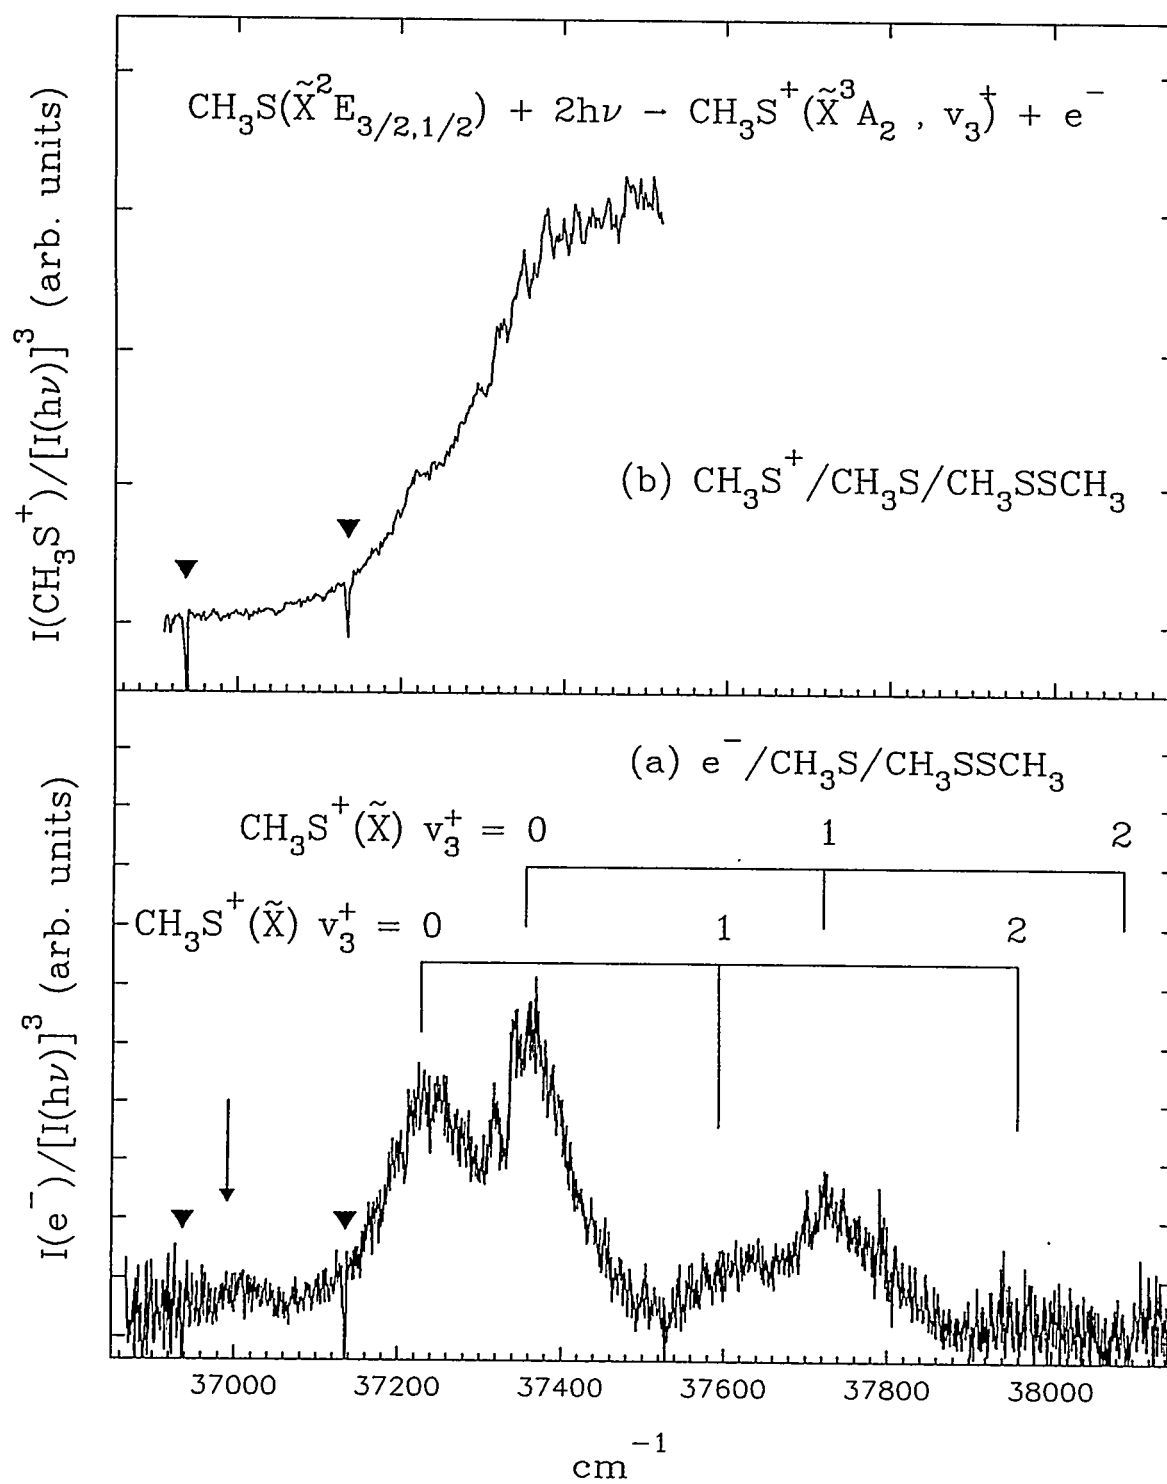 CH₃S(X̃²E₃/₂,₁/₂) + 2hν → CH₃S⁺(X̃³A₂ , v₃⁺) + e⁻
I(CH₃S⁺)/[I(hν)]³ (arb. units)
(b) CH₃S⁺/CH₃S/CH₃SSCH₃
(a) e⁻/CH₃S/CH₃SSCH₃
CH₃S⁺(X̃) v₃⁺ = 0 1 2
CH₃S⁺(X̃) v₃⁺ = 0 1 2
I(e⁻)/[I(hν)]³ (arb. units)
37000 37200 37400 37600 37800 38000
cm⁻¹